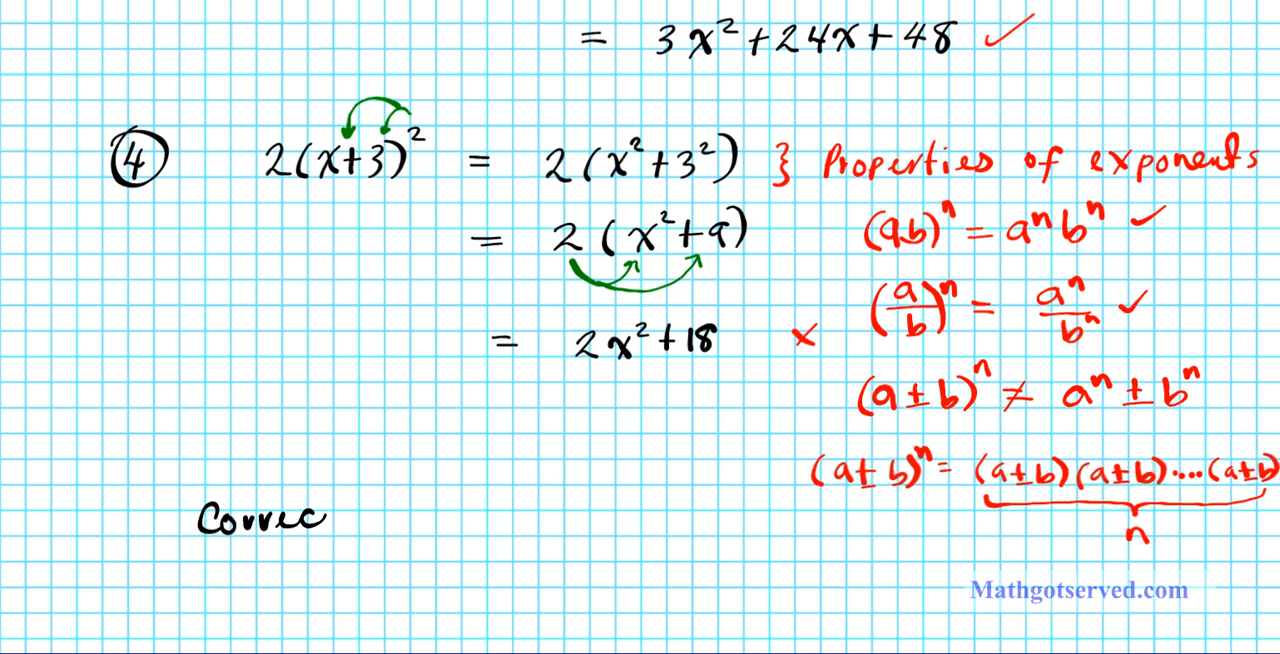 = 3x² + 24x + 48 ✓
④ 2(x+3)² = 2(x² + 3²) } Properties of exponents
= 2(x² + 9) (ab)ⁿ = aⁿbⁿ ✓
(a/b)ⁿ = aⁿ/bⁿ ✓
= 2x² + 18 ×
(a ± b)ⁿ ≠ aⁿ ± bⁿ
(a ± b)ⁿ = (a ± b)(a ± b)....(a ± b)
Correc
n
Mathgotserved.com